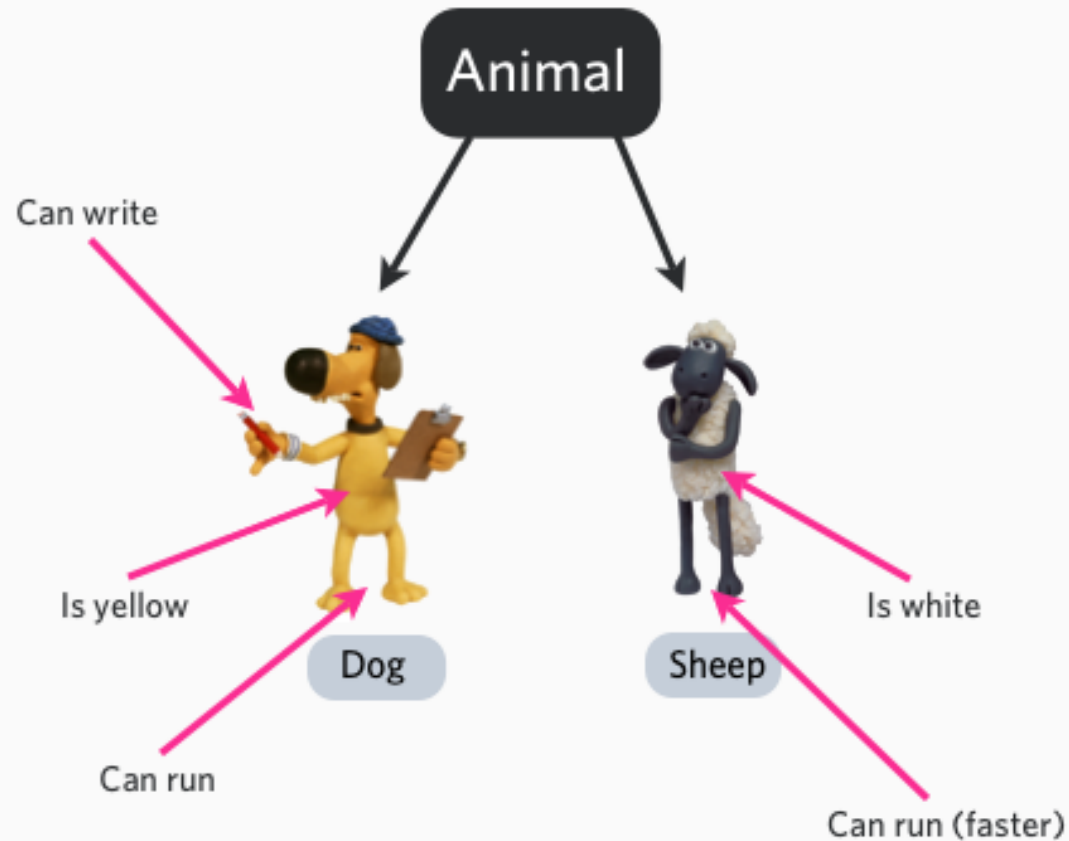 Animal
Can write
Is yellow
Is white
Dog
Sheep
Can run
Can run (faster)